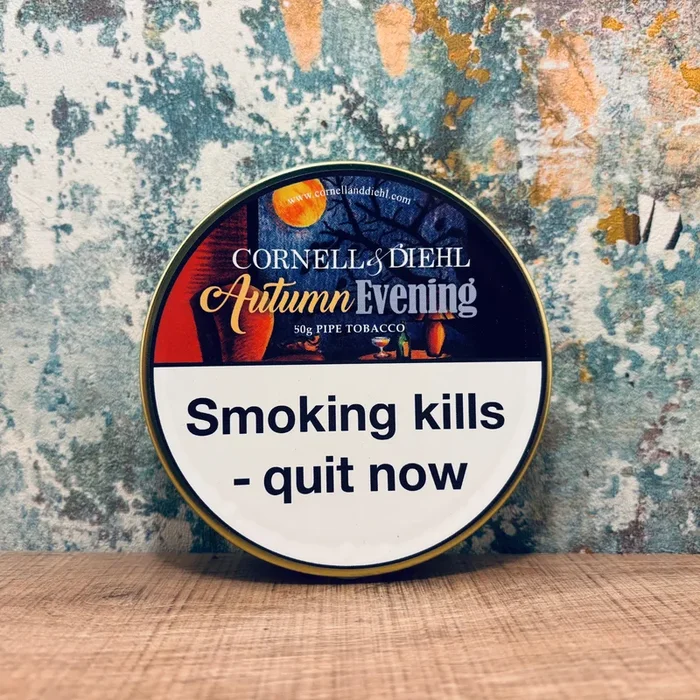 www.cornellanddiehl.com
CORNELL & DIEHL
Autumn Evening
50g PIPE TOBACCO
Smoking kills
- quit now